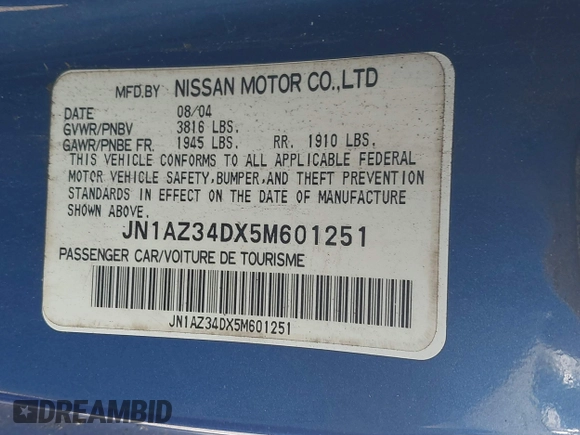 MFD.BY NISSAN MOTOR CO.,LTD
DATE 08/04
GVWR/PNBV 3816 LBS.
GAWR/PNBE FR. 1945 LBS. RR. 1910 LBS.
THIS VEHICLE CONFORMS TO ALL APPLICABLE FEDERAL
MOTOR VEHICLE SAFETY,BUMPER,AND THEFT PREVENTION
STANDARDS IN EFFECT ON THE DATE OF MANUFACTURE
SHOWN ABOVE.
JN1AZ34DX5M601251
PASSENGER CAR/VOITURE DE TOURISME
JN1AZ34DX5M601251
DREAMBID